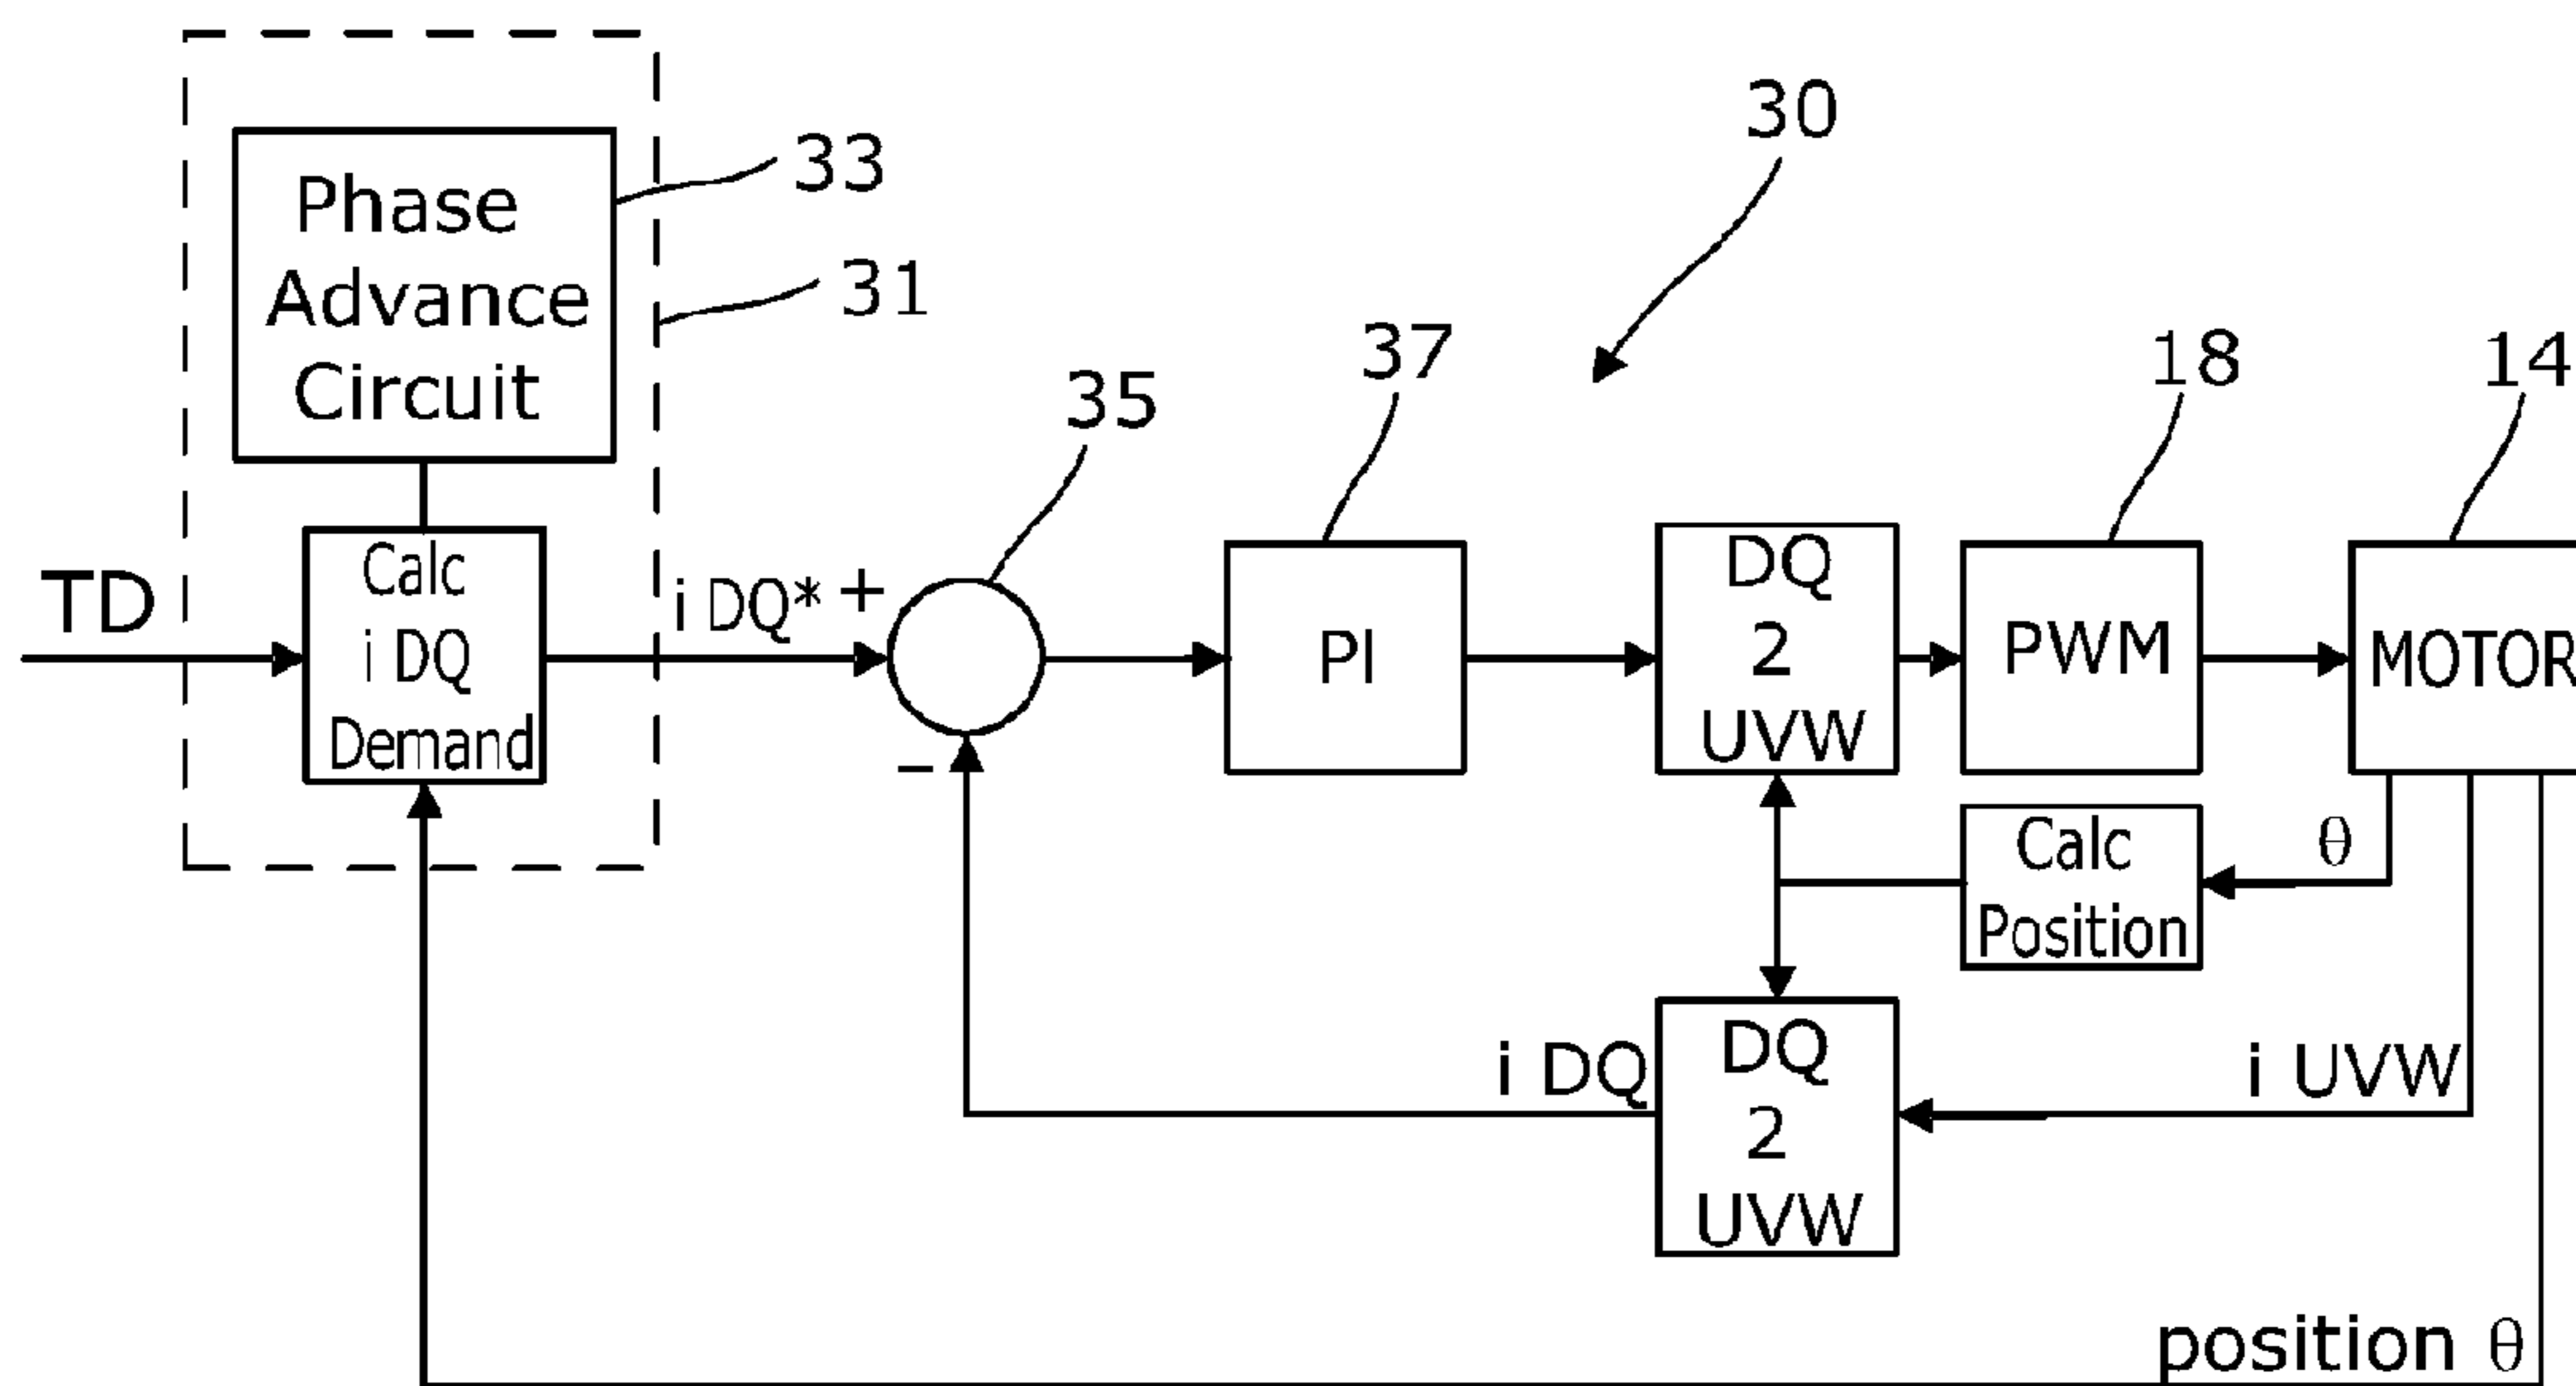 30
33
Phase
Advance
Circuit
31
37
18
14
35
TD
Calc
i DQ
Demand
i DQ*
+
−
PI
DQ
2
UVW
PWM
MOTOR
Calc
Position
θ
i DQ
DQ
2
UVW
i UVW
position θ